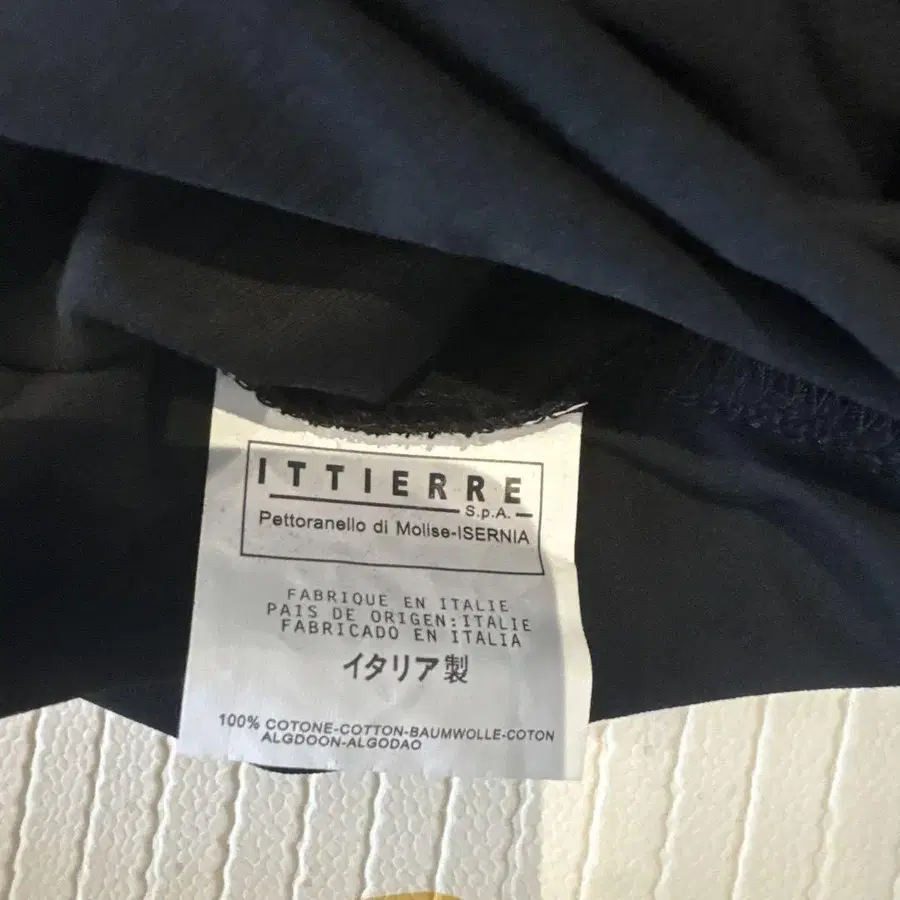 ITTIERRE
S.p.A.
Pettoranello di Molise-ISERNIA
FABRIQUE EN ITALIE
PAIS DE ORIGEN:ITALIE
FABRICADO EN ITALIA
イタリア製
100% COTONE-COTTON-BAUMWOLLE-COTON
ALGDOON-ALGODAO